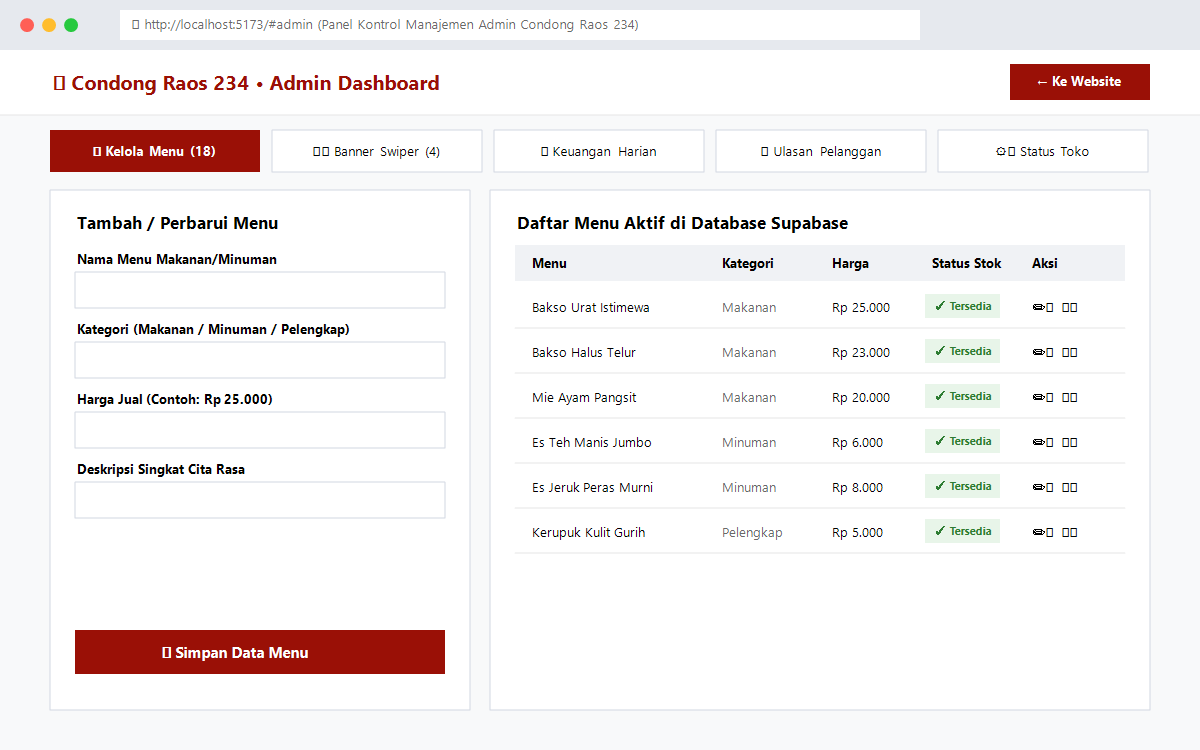 http://localhost:5173/#admin (Panel Kontrol Manajemen Admin Condong Raos 234)
Condong Raos 234 • Admin Dashboard
← Ke Website
Kelola Menu (18)
Banner Swiper (4)
Keuangan Harian
Ulasan Pelanggan
⚙ Status Toko
Tambah / Perbarui Menu
Nama Menu Makanan/Minuman
Kategori (Makanan / Minuman / Pelengkap)
Harga Jual (Contoh: Rp 25.000)
Deskripsi Singkat Cita Rasa
Simpan Data Menu
Daftar Menu Aktif di Database Supabase
Menu Kategori Harga Status Stok Aksi
Bakso Urat Istimewa Makanan Rp 25.000 ✓ Tersedia ✏
Bakso Halus Telur Makanan Rp 23.000 ✓ Tersedia ✏
Mie Ayam Pangsit Makanan Rp 20.000 ✓ Tersedia ✏
Es Teh Manis Jumbo Minuman Rp 6.000 ✓ Tersedia ✏
Es Jeruk Peras Murni Minuman Rp 8.000 ✓ Tersedia ✏
Kerupuk Kulit Gurih Pelengkap Rp 5.000 ✓ Tersedia ✏